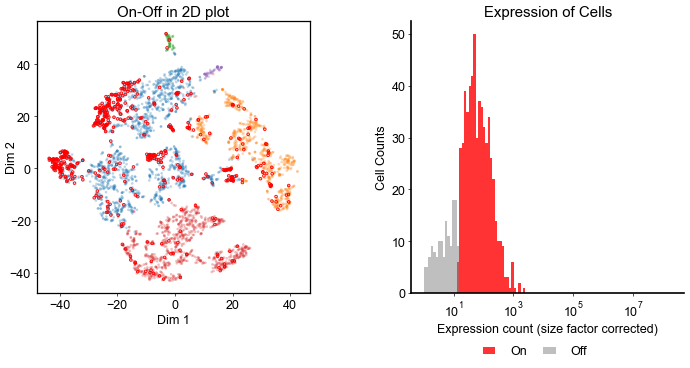 On-Off in 2D plot
Dim 2
40
20
0
−20
−40
−40 −20 0 20 40
Dim 1
Expression of Cells
Cell Counts
50
40
30
20
10
0
10^1 10^3 10^5 10^7
Expression count (size factor corrected)
On Off